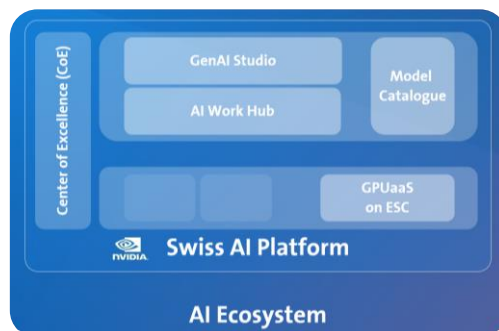 Center of Excellence (CoE)
GenAI Studio
AI Work Hub
Model
Catalogue
GPUaaS
on ESC
NVIDIA
Swiss AI Platform
AI Ecosystem